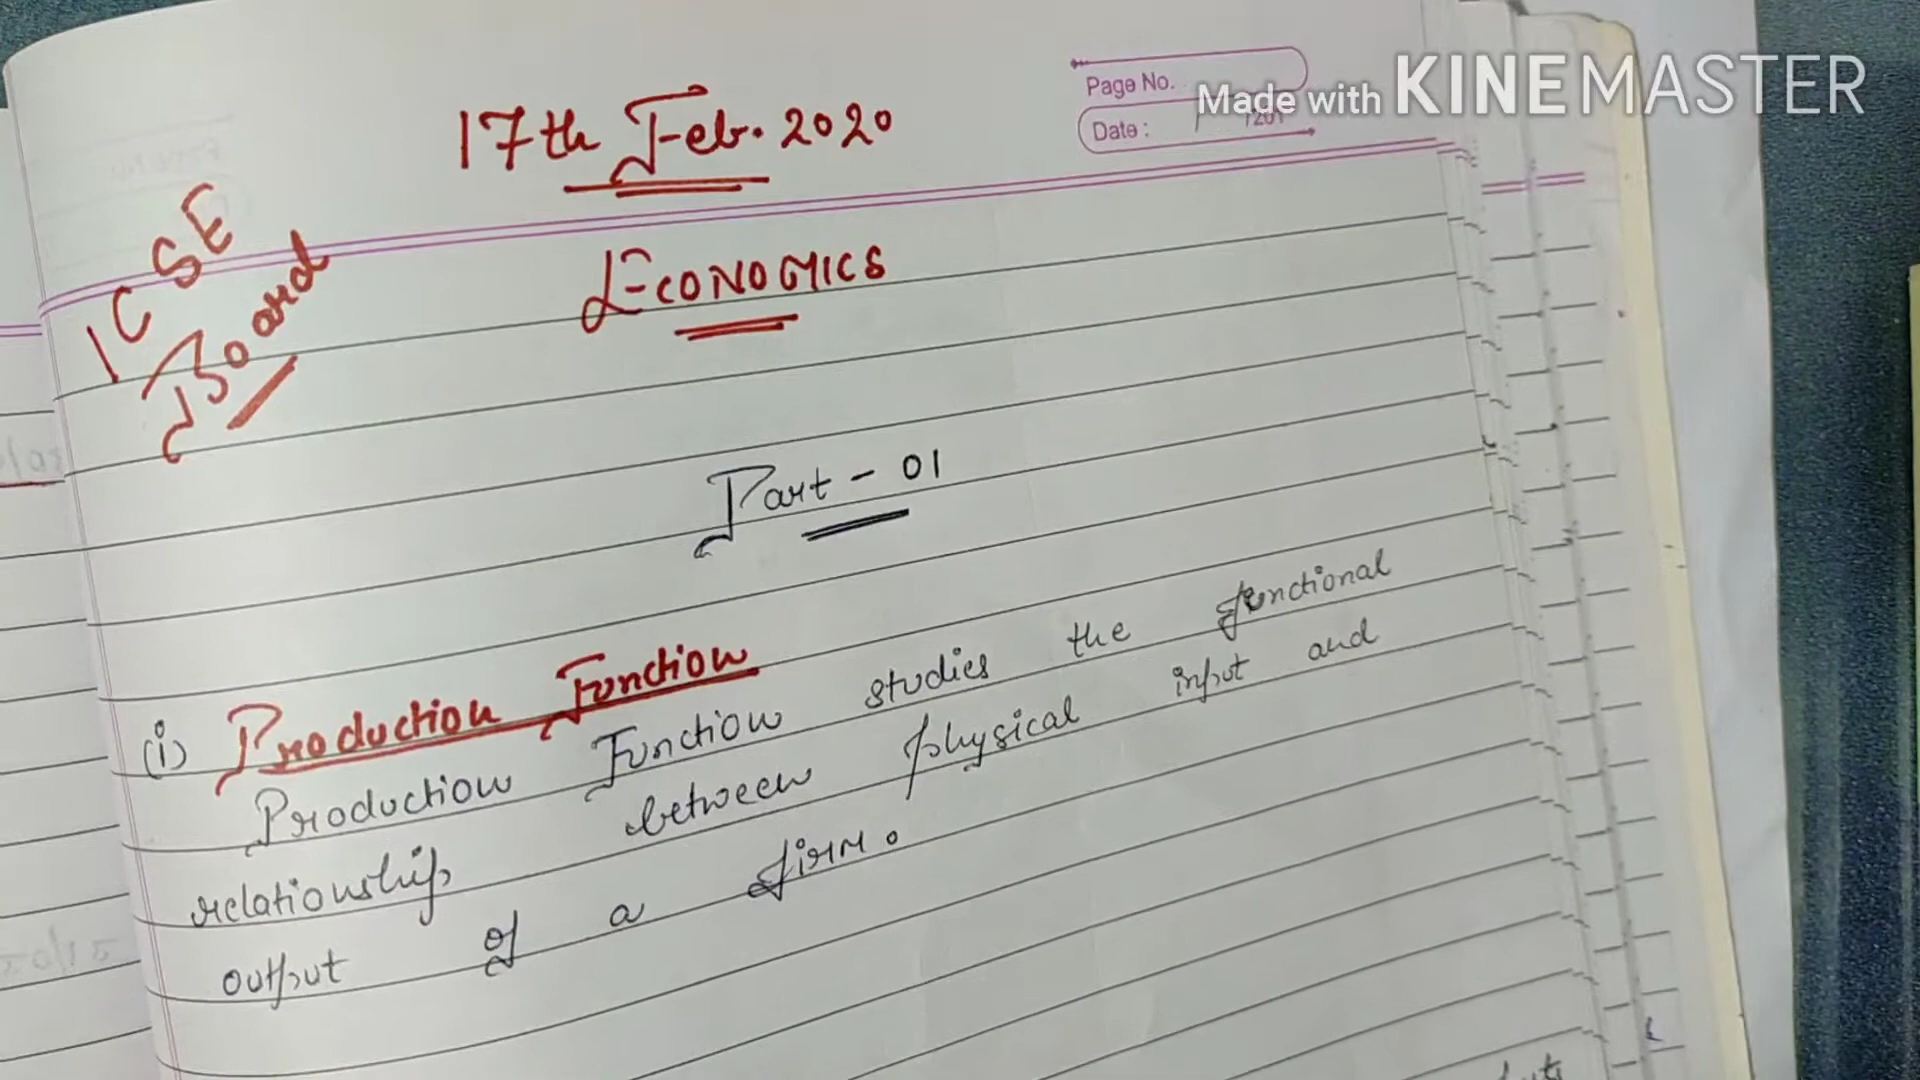 Made with KINEMASTER
Page No.
Date :
17th Feb. 2020
ICSE
Board
ECONOMICS
Part - 01
(i) Production Function
Production Function studies the functional
relationship between physical input and
output of a firm.